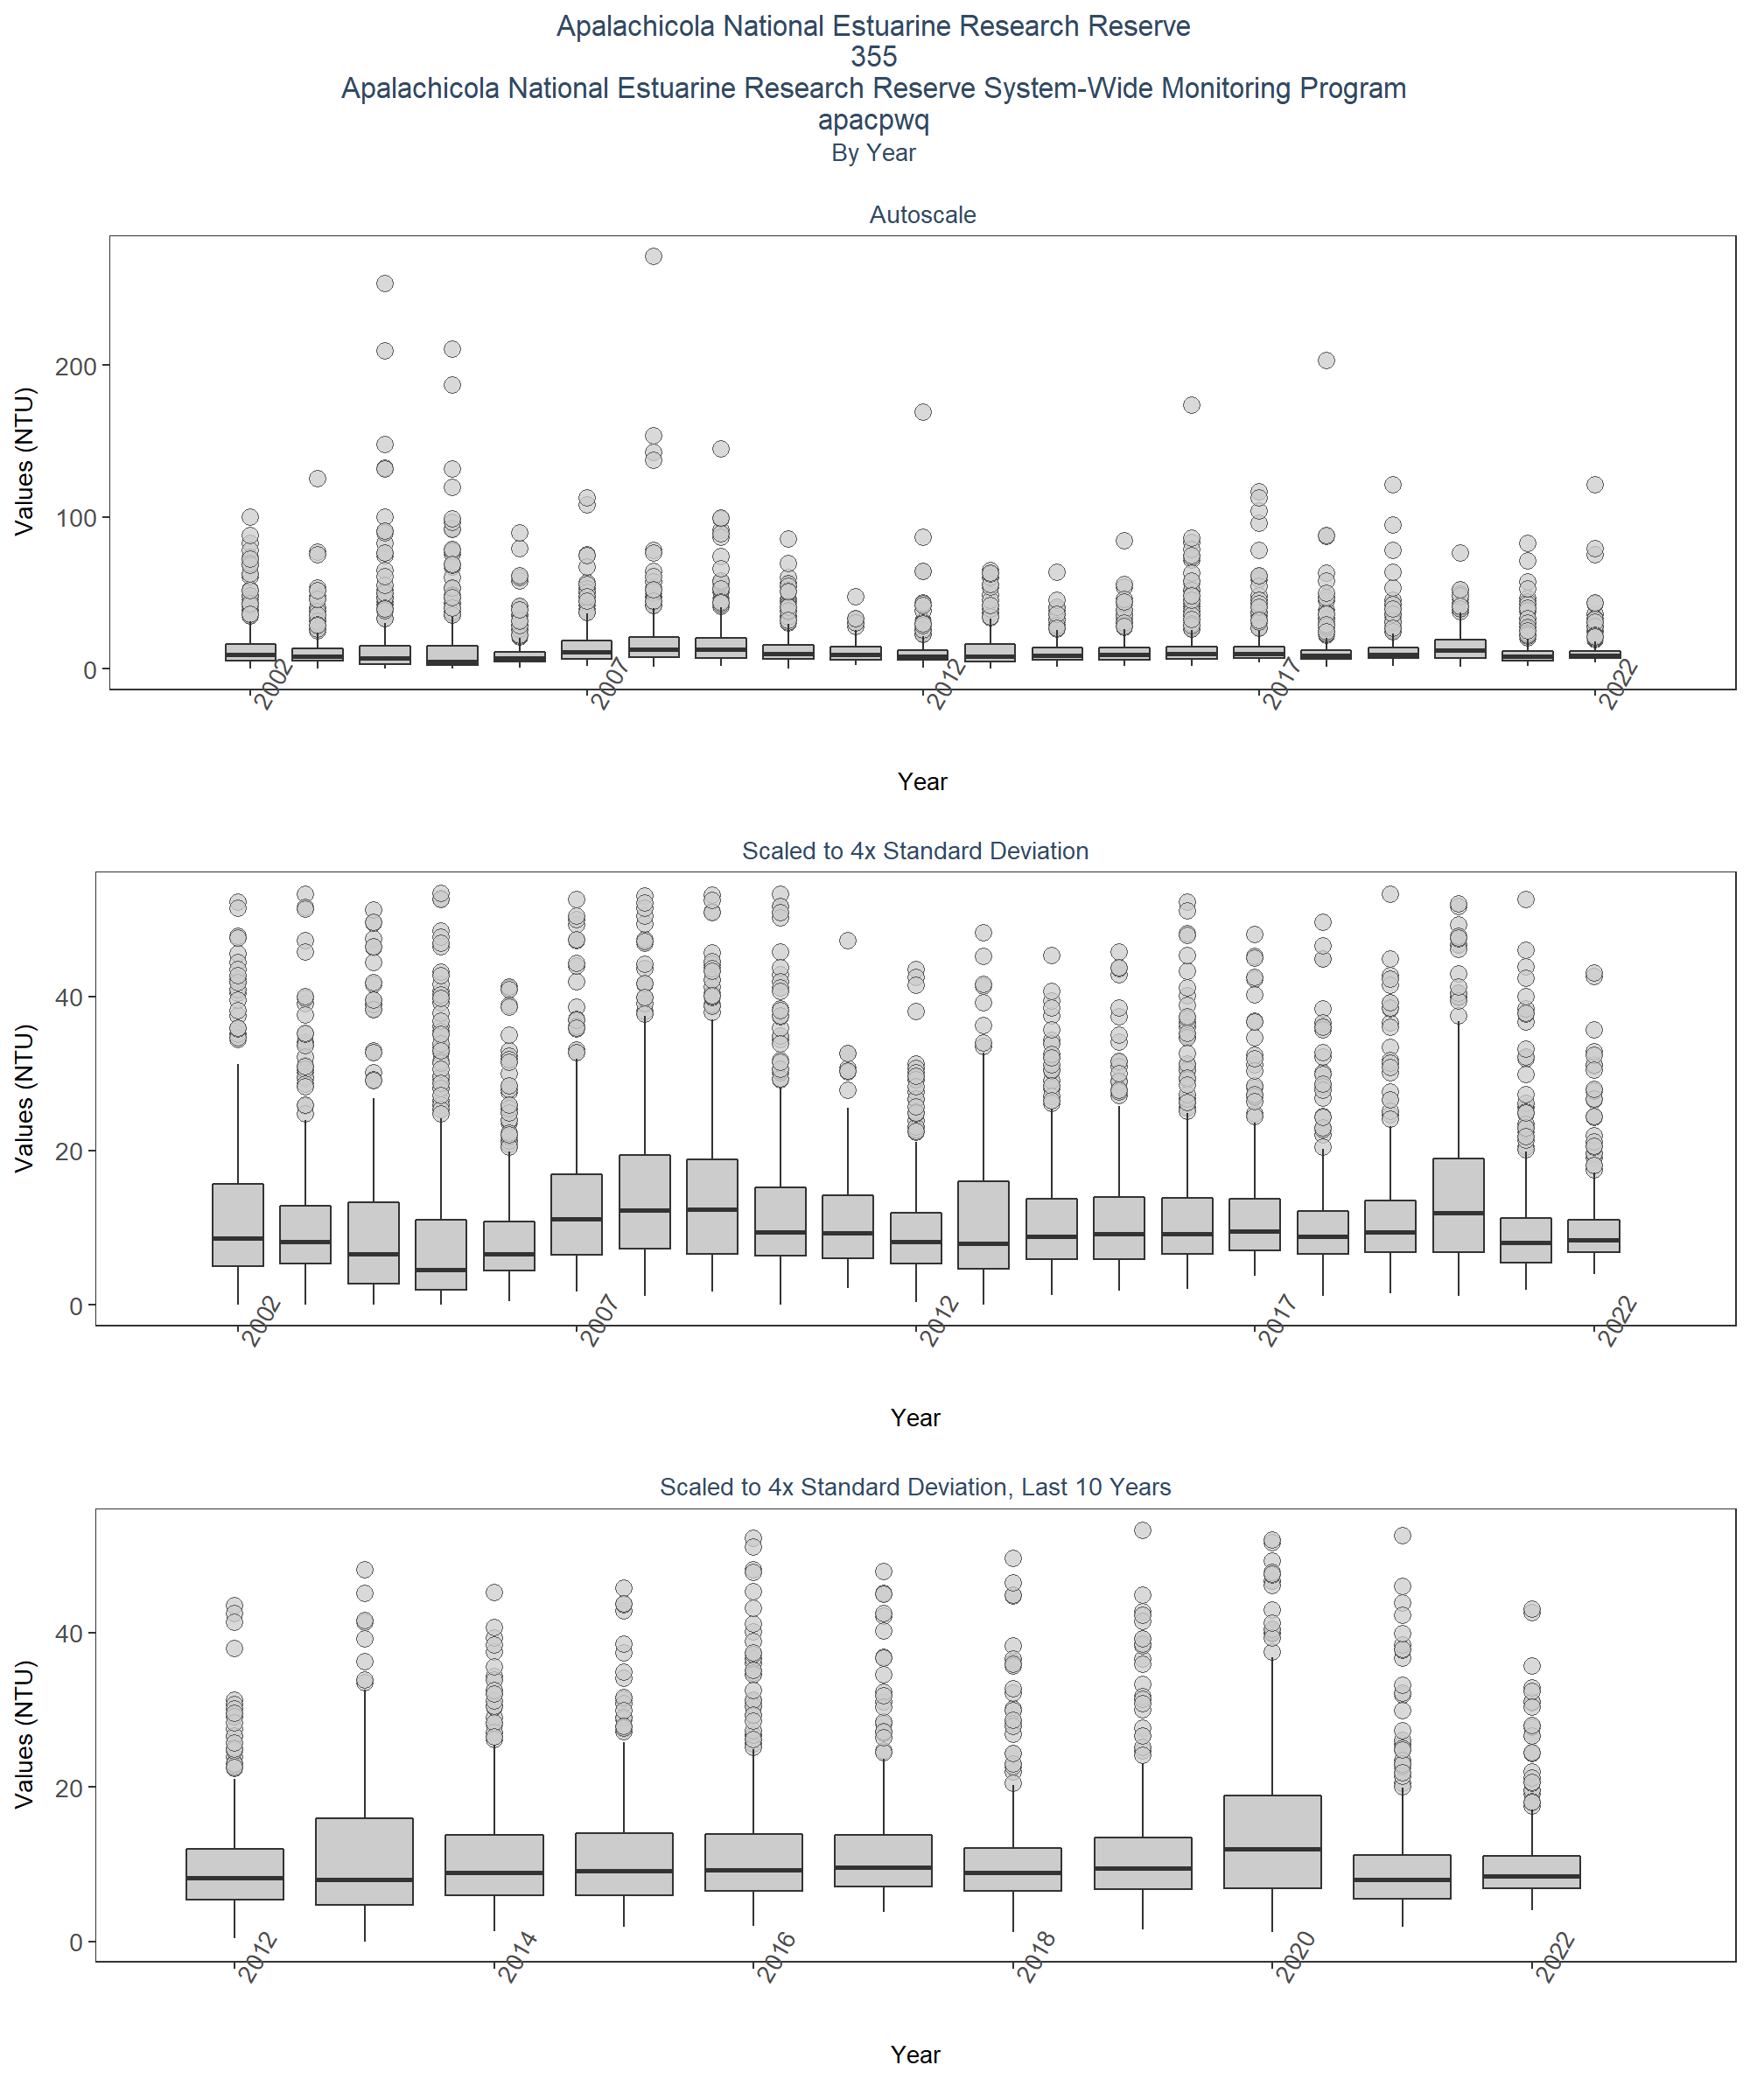 Apalachicola National Estuarine Research Reserve
355
Apalachicola National Estuarine Research Reserve System-Wide Monitoring Program
apacpwq
By Year
Autoscale
Values (NTU)
200
100
0
2002
2007
2012
2017
2022
Year
Scaled to 4x Standard Deviation
Values (NTU)
40
20
0
2002
2007
2012
2017
2022
Year
Scaled to 4x Standard Deviation, Last 10 Years
Values (NTU)
40
20
0
2012
2014
2016
2018
2020
2022
Year